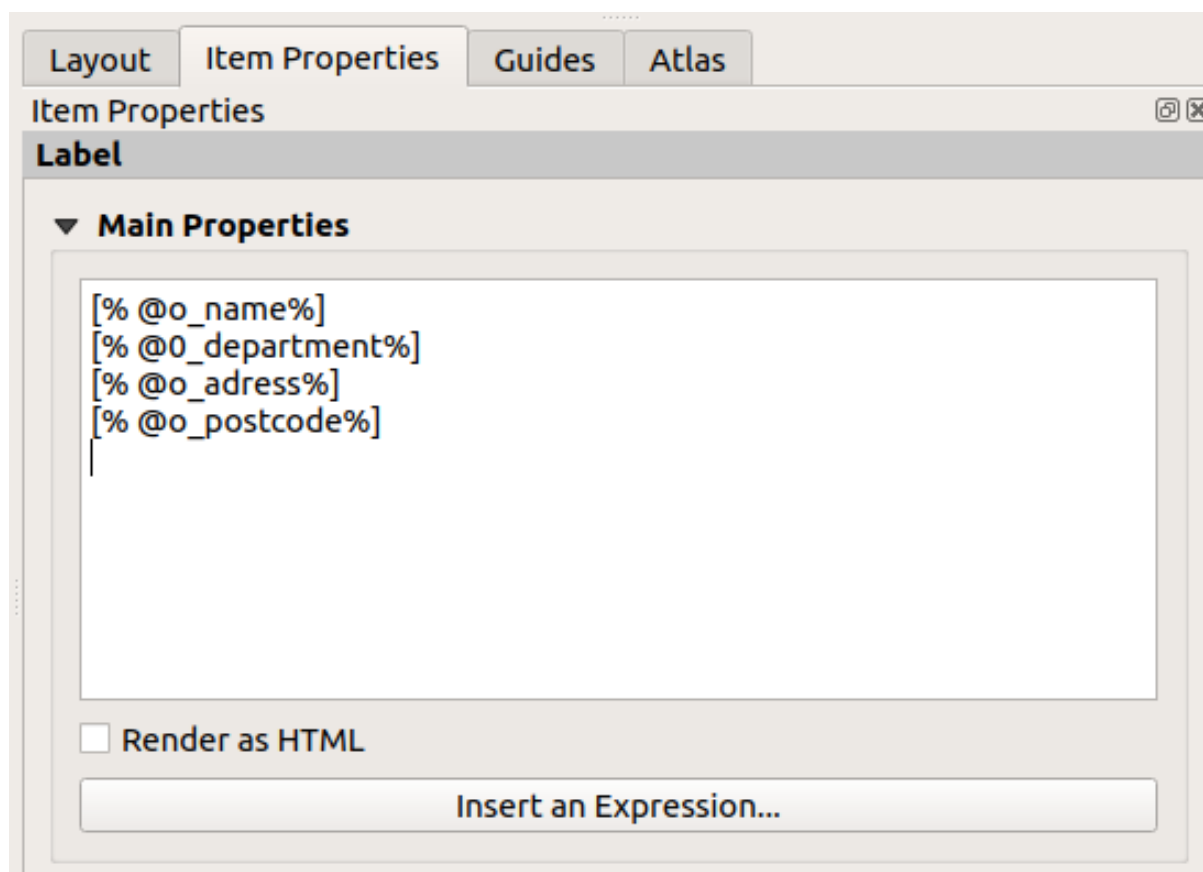 Layout Item Properties Guides Atlas
Item Properties
Label
Main Properties
[% @o_name%]
[% @0_department%]
[% @o_adress%]
[% @o_postcode%]
Render as HTML
Insert an Expression...